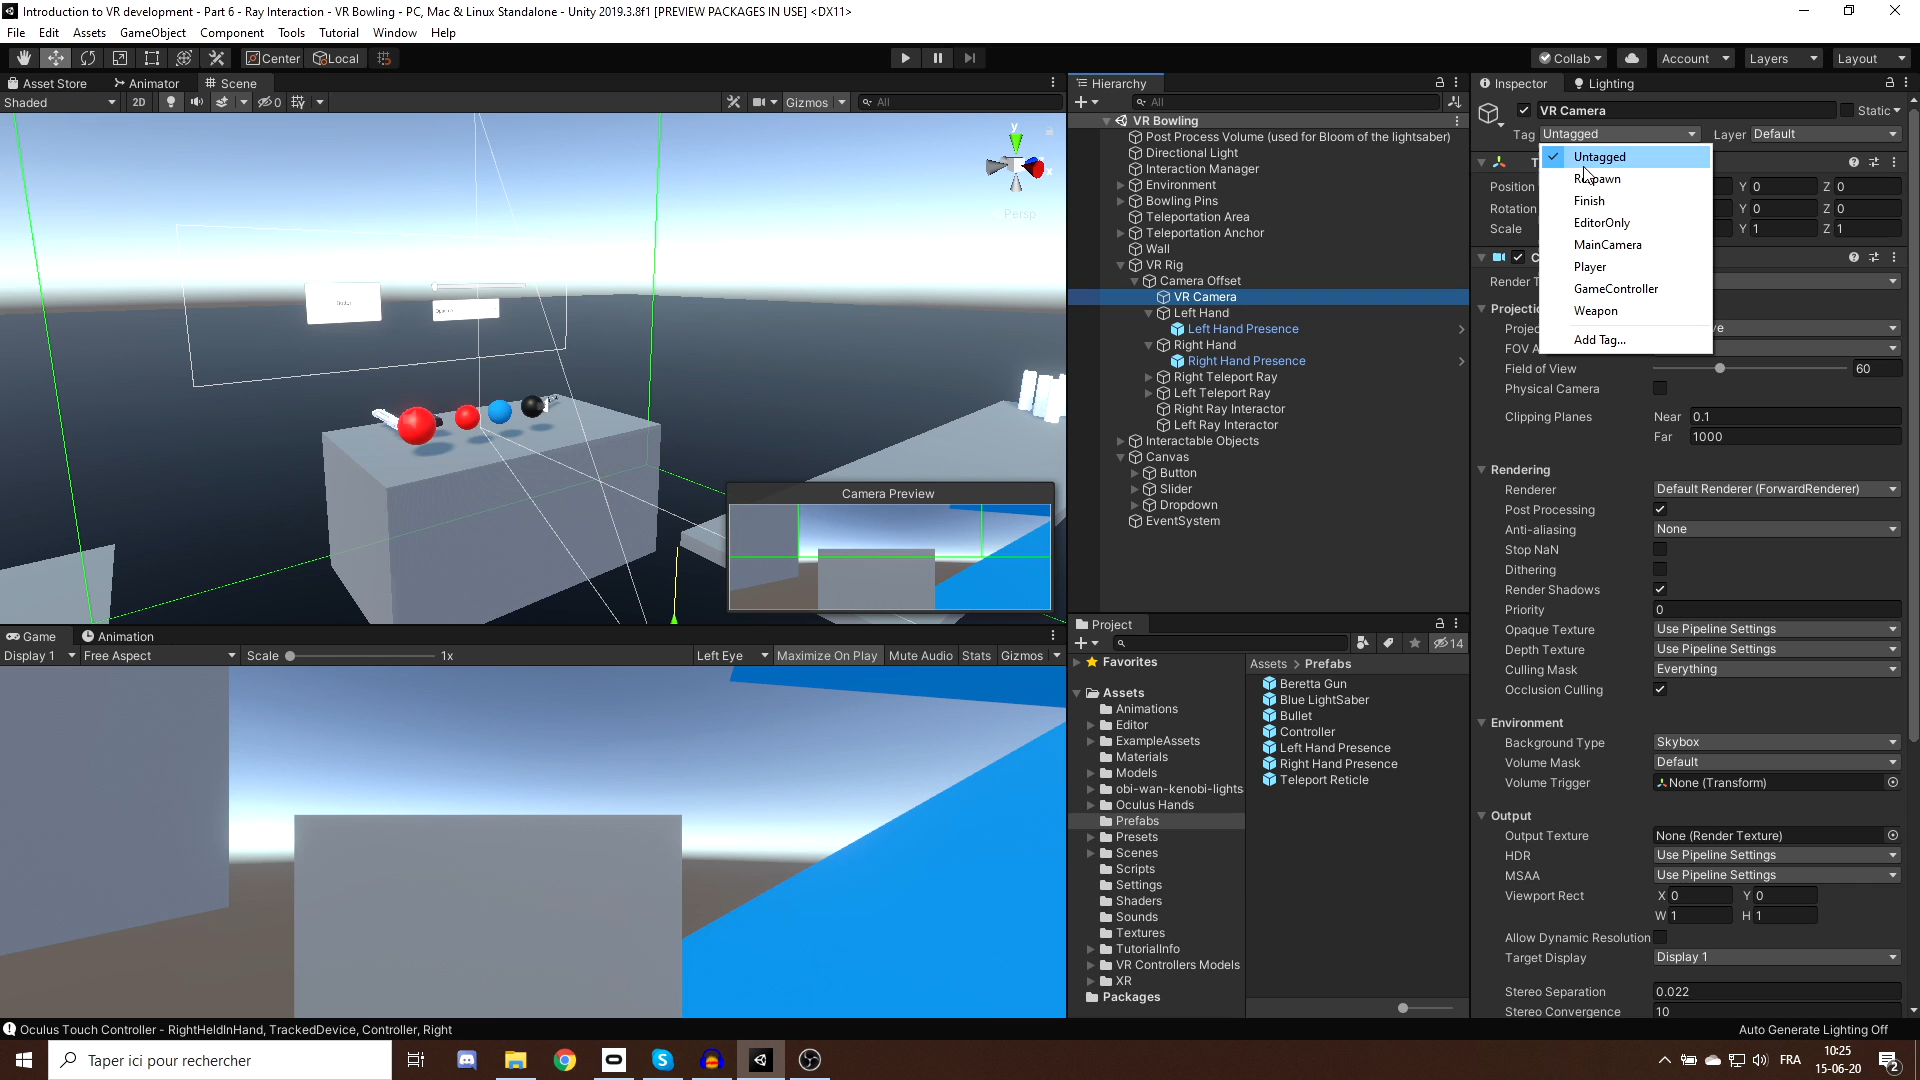 Introduction to VR development - Part 6 - Ray Interaction - VR Bowling - PC, Mac & Linux Standalone - Unity 2019.3.8f1 [PREVIEW PACKAGES IN USE] <DX11>
File Edit Assets GameObject Component Tools Tutorial Window Help
Center Local Collab Account Layers Layout
Asset Store Animator Scene
Shaded 2D 0 Gizmos All
y
x
Persp
Camera Preview
Game Animation
Display 1 Free Aspect Scale 1x Left Eye Maximize On Play Mute Audio Stats Gizmos
Hierarchy
All
VR Bowling
Post Process Volume (used for Bloom of the lightsaber)
Directional Light
Interaction Manager
Environment
Bowling Pins
Teleportation Area
Teleportation Anchor
Wall
VR Rig
Camera Offset
VR Camera
Left Hand
Left Hand Presence
Right Hand
Right Hand Presence
Right Teleport Ray
Left Teleport Ray
Right Ray Interactor
Left Ray Interactor
Interactable Objects
Canvas
Button
Slider
Dropdown
EventSystem
Project
14
Favorites
Assets
Animations
Editor
ExampleAssets
Materials
Models
obi-wan-kenobi-lights
Oculus Hands
Prefabs
Presets
Scenes
Scripts
Settings
Shaders
Sounds
Textures
TutorialInfo
VR Controllers Models
XR
Packages
Assets > Prefabs
Beretta Gun
Blue LightSaber
Bullet
Controller
Left Hand Presence
Right Hand Presence
Teleport Reticle
Inspector Lighting
VR Camera Static
Tag Untagged Layer Default
Untagged
Respawn
Finish
EditorOnly
MainCamera
Player
GameController
Weapon
Add Tag...
Position Y 0 Z 0
Rotation Y 0 Z 0
Scale Y 1 Z 1
Render T
Projectio
Projec ve
FOV A
Field of View 60
Physical Camera
Clipping Planes Near 0.1
Far 1000
Rendering
Renderer Default Renderer (ForwardRenderer)
Post Processing
Anti-aliasing None
Stop NaN
Dithering
Render Shadows
Priority 0
Opaque Texture Use Pipeline Settings
Depth Texture Use Pipeline Settings
Culling Mask Everything
Occlusion Culling
Environment
Background Type Skybox
Volume Mask Default
Volume Trigger None (Transform)
Output
Output Texture None (Render Texture)
HDR Use Pipeline Settings
MSAA Use Pipeline Settings
Viewport Rect X 0 Y 0
W 1 H 1
Allow Dynamic Resolution
Target Display Display 1
Stereo Separation 0.022
Stereo Convergence 10
Oculus Touch Controller - RightHeldInHand, TrackedDevice, Controller, Right
Auto Generate Lighting Off
Taper ici pour rechercher
FRA
10:25
15-06-20
2